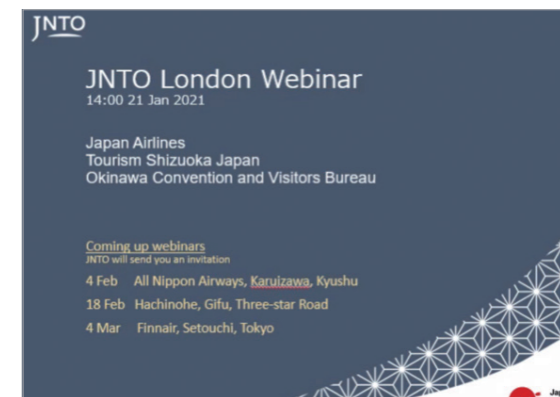 JNTO
JNTO London Webinar
14:00 21 Jan 2021
Japan Airlines
Tourism Shizuoka Japan
Okinawa Convention and Visitors Bureau
Coming up webinars
JNTO will send you an invitation
4 Feb All Nippon Airways, Karuizawa, Kyushu
18 Feb Hachinohe, Gifu, Three-star Road
4 Mar Finnair, Setouchi, Tokyo